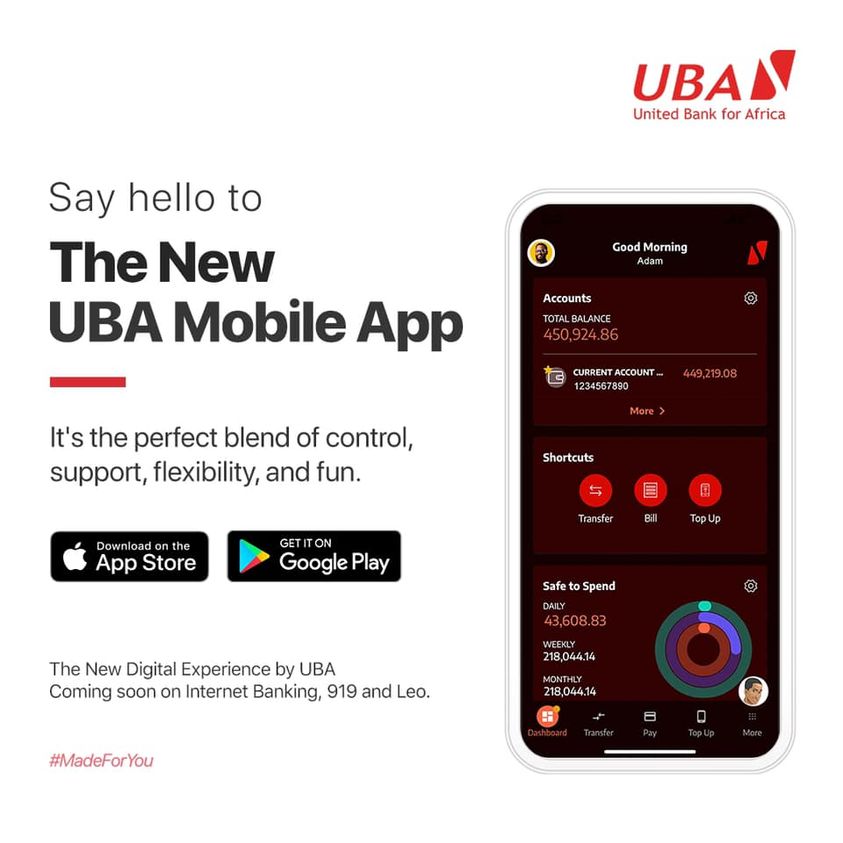 UBA
United Bank for Africa
Say hello to
The New
UBA Mobile App
It's the perfect blend of control,
support, flexibility, and fun.
Download on the
App Store
GET IT ON
Google Play
The New Digital Experience by UBA
Coming soon on Internet Banking, 919 and Leo.
#MadeForYou
Good Morning
Adam
Accounts
TOTAL BALANCE
450,924.86
CURRENT ACCOUNT ... 449,219.08
1234567890
More >
Shortcuts
Transfer Bill Top Up
Safe to Spend
DAILY
43,608.83
WEEKLY
218,044.14
MONTHLY
218,044.14
Dashboard Transfer Pay Top Up More